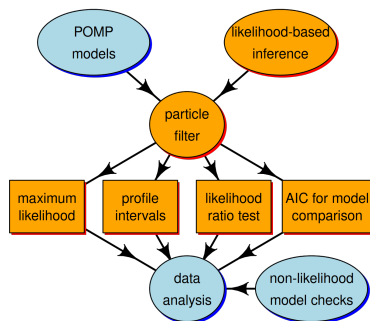 POMP
models
likelihood-based
inference
particle
filter
maximum
likelihood
profile
intervals
likelihood
ratio test
AIC for model
comparison
data
analysis
non-likelihood
model checks